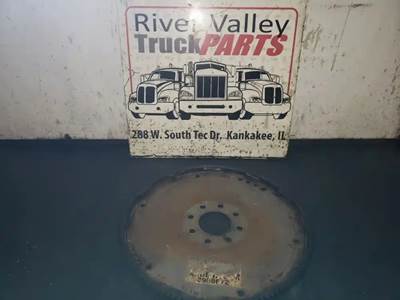 River Valley
TruckPARTS
288 W. South Tec Dr, Kankakee, IL